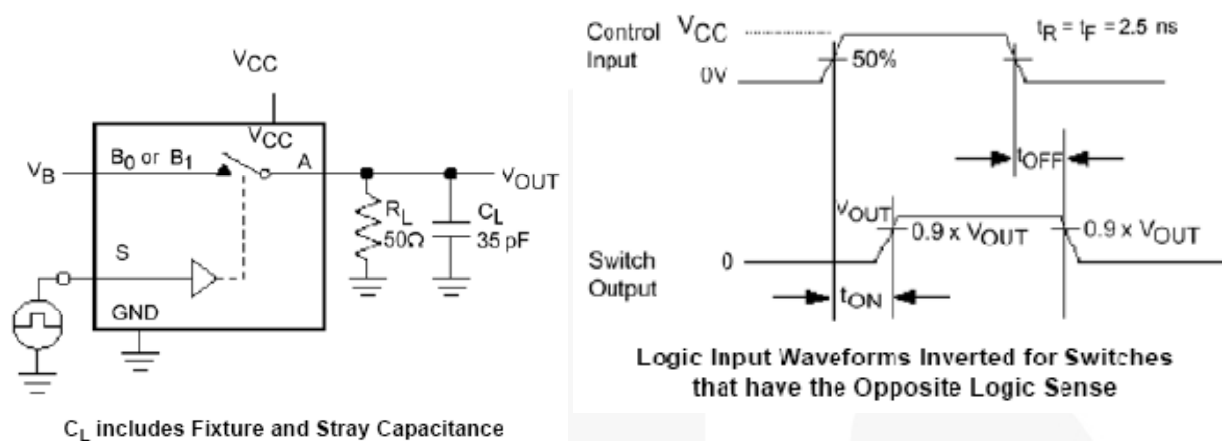 VCC
VCC
B0 or B1
A
VB
VOUT
RL
50Ω
CL
35 pF
S
GND
CL includes Fixture and Stray Capacitance
Control
Input
VCC
tR = tF = 2.5 ns
50%
0V
tOFF
VOUT
0.9 x VOUT
0.9 x VOUT
Switch
Output
0
tON
Logic Input Waveforms Inverted for Switches
that have the Opposite Logic Sense